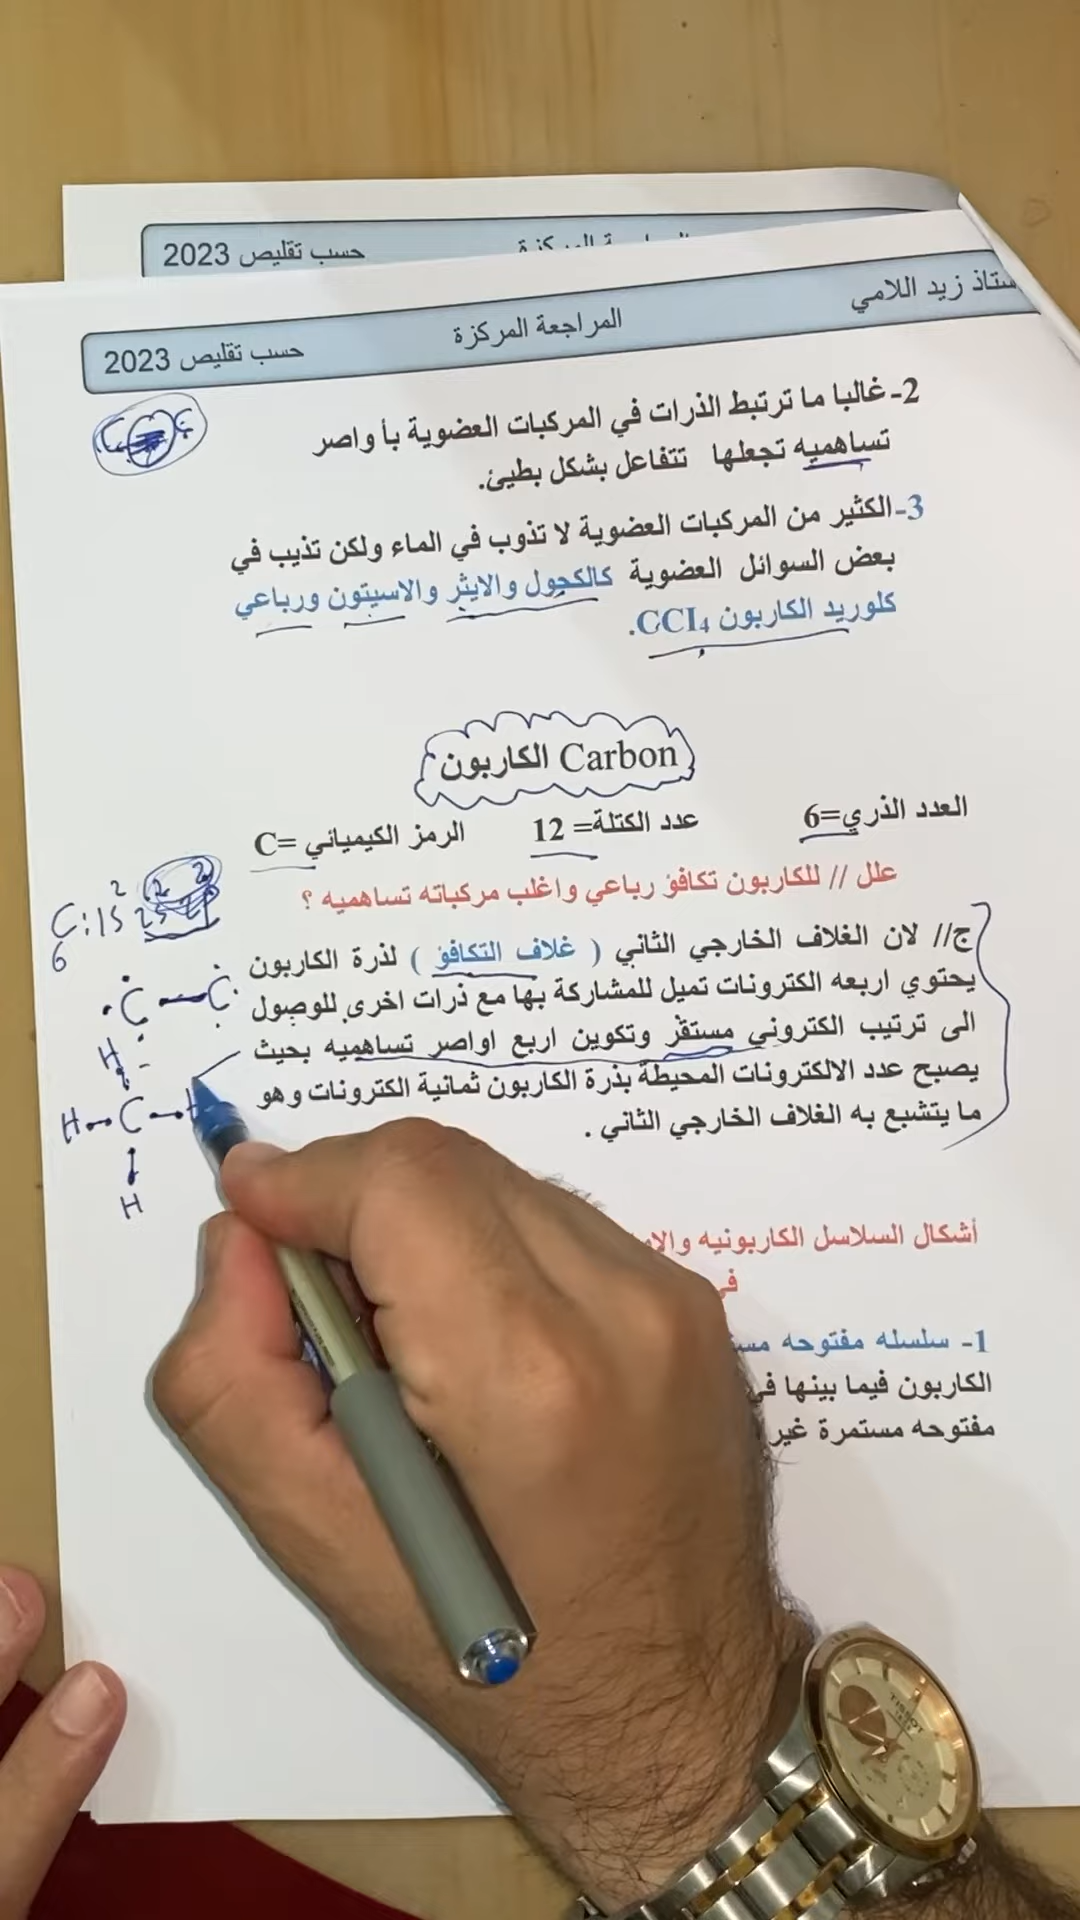 حسب تقليص 2023
ستاذ زيد اللامي
المراجعة المركزة
حسب تقليص 2023
2-غالبا ما ترتبط الذرات في المركبات العضوية بأ واصر
تساهميه تجعلها تتفاعل بشكل بطيئ.
3-الكثير من المركبات العضوية لا تذوب في الماء ولكن تذيب في
بعض السوائل العضوية كالكحول والايثر والاسيتون ورباعي
كلوريد الكاربون CCI₄.
الكاربون Carbon
العدد الذري=6 عدد الكتلة= 12 الرمز الكيميائي =C
علل // للكاربون تكافؤ رباعي واغلب مركباته تساهميه ؟
C:1S² 2S² 2
6
ج// لان الغلاف الخارجي الثاني ( غلاف التكافؤ ) لذرة الكاربون
يحتوي اربعه الكترونات تميل للمشاركة بها مع ذرات اخرى للوصول
الى ترتيب الكتروني مستقر وتكوين اربع اواصر تساهميه بحيث
يصبح عدد الالكترونات المحيطة بذرة الكاربون ثمانية الكترونات وهو
ما يتشبع به الغلاف الخارجي الثاني .
C C
H
H C
H
أشكال السلاسل الكاربونيه
في
1- سلسله مفتوحه
الكاربون فيما بينها
مفتوحه مستمرة غير
TISSOT